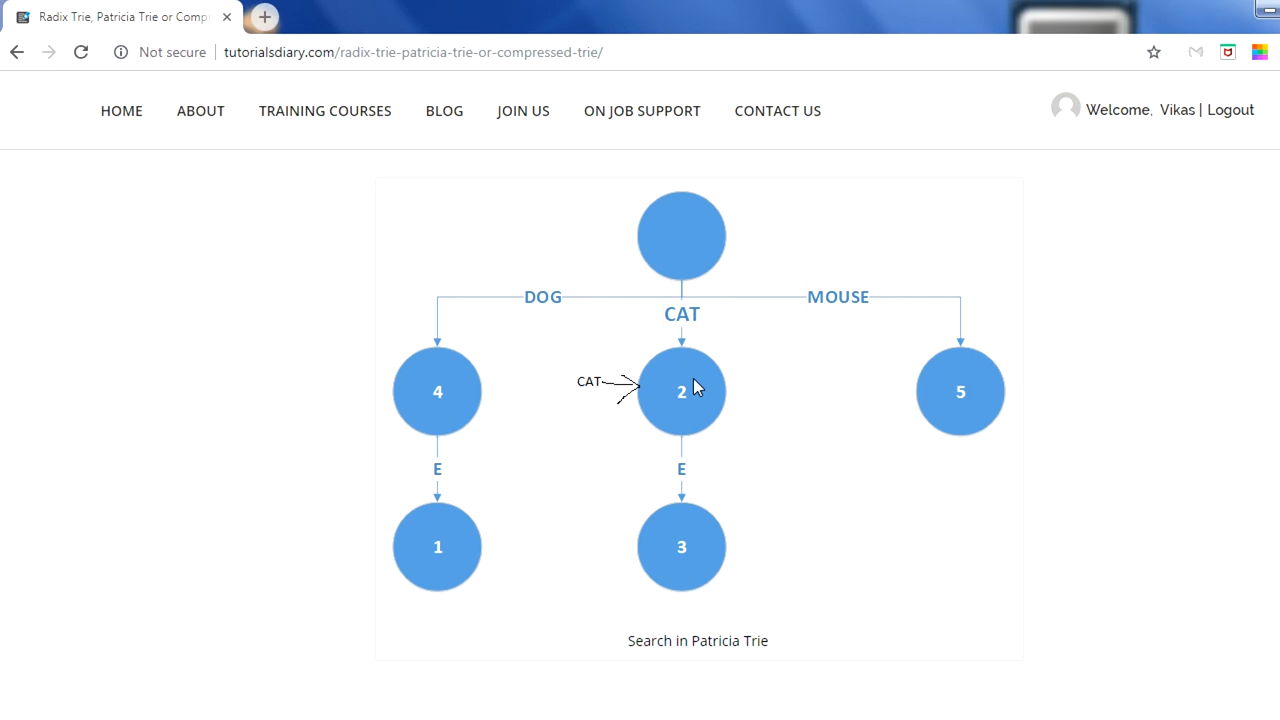 Radix Trie, Patricia Trie or Comp
Not secure
tutorialsdiary.com/radix-trie-patricia-trie-or-compressed-trie/
HOME ABOUT TRAINING COURSES BLOG JOIN US ON JOB SUPPORT CONTACT US
Welcome, Vikas | Logout
DOG MOUSE
CAT
CAT
4 2 5
E E
1 3
Search in Patricia Trie